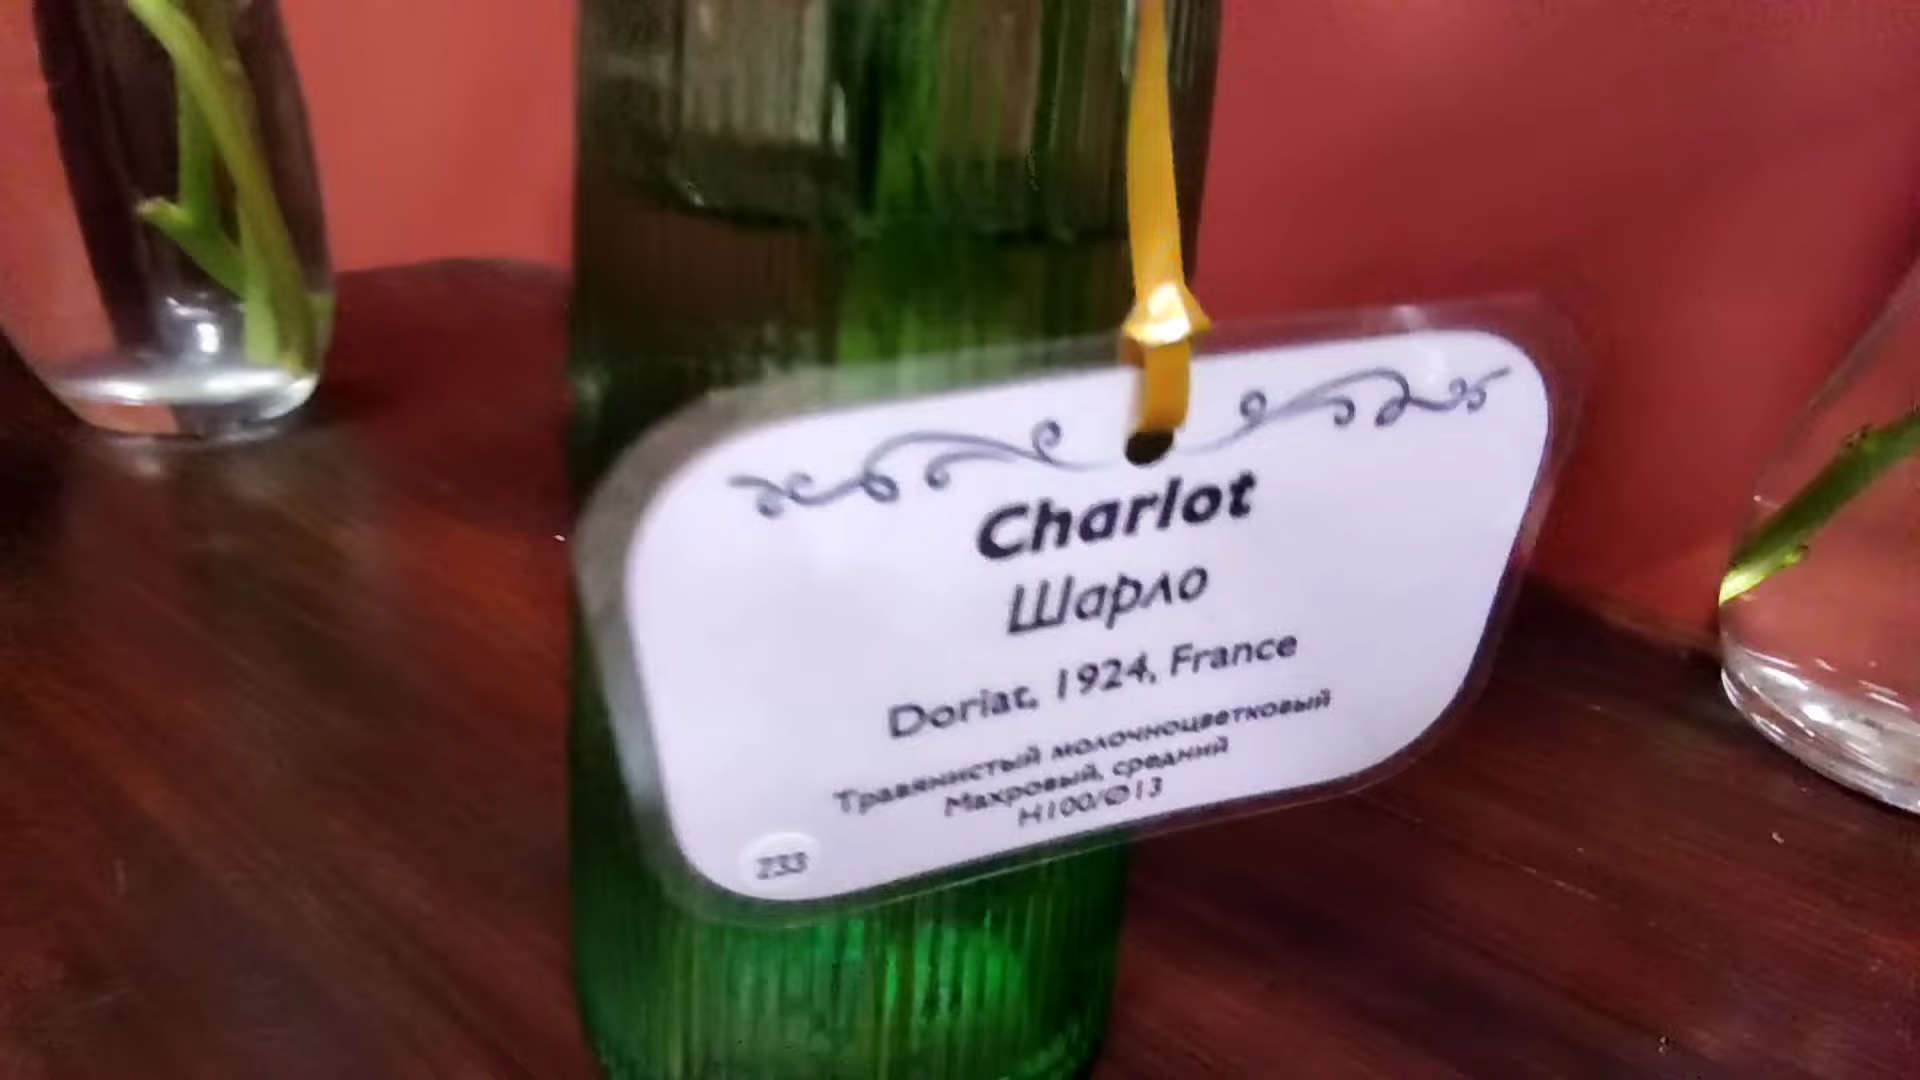 Charlot
Шарло
Doriat, 1924, France
Травянистый молочноцветковый
Махровый, средний
H100/Ø13
233